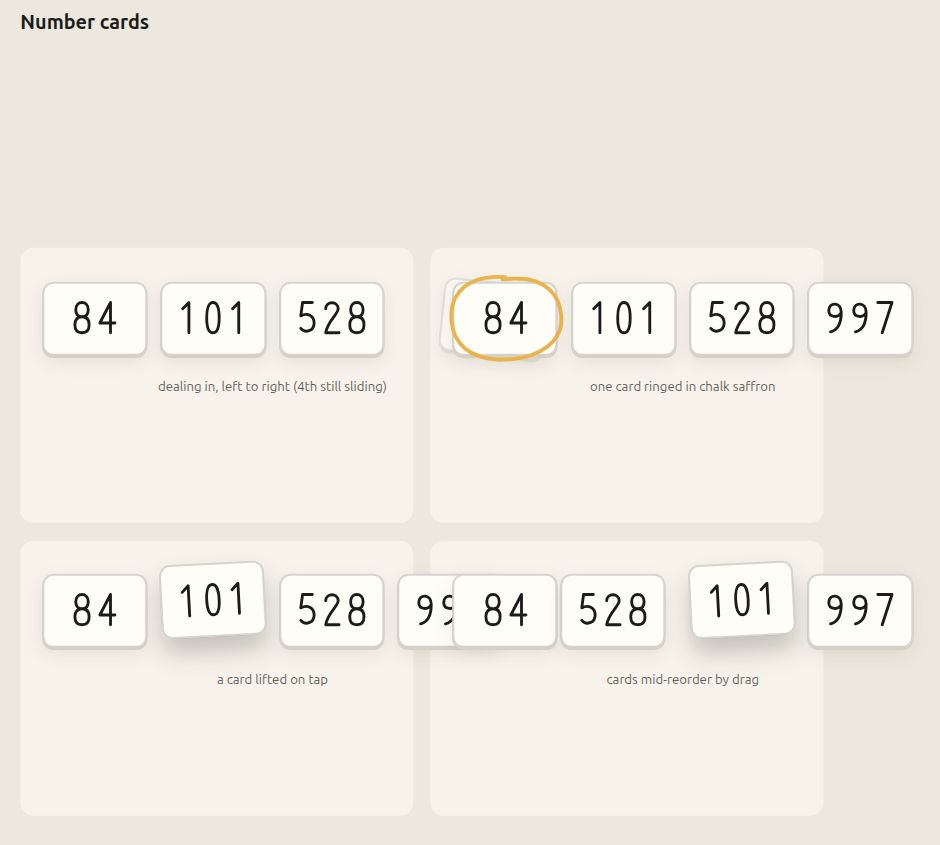 Number cards
84 101 528
dealing in, left to right (4th still sliding)
84 101 528 997
one card ringed in chalk saffron
84 101 528 99
a card lifted on tap
84 528 101 997
cards mid-reorder by drag